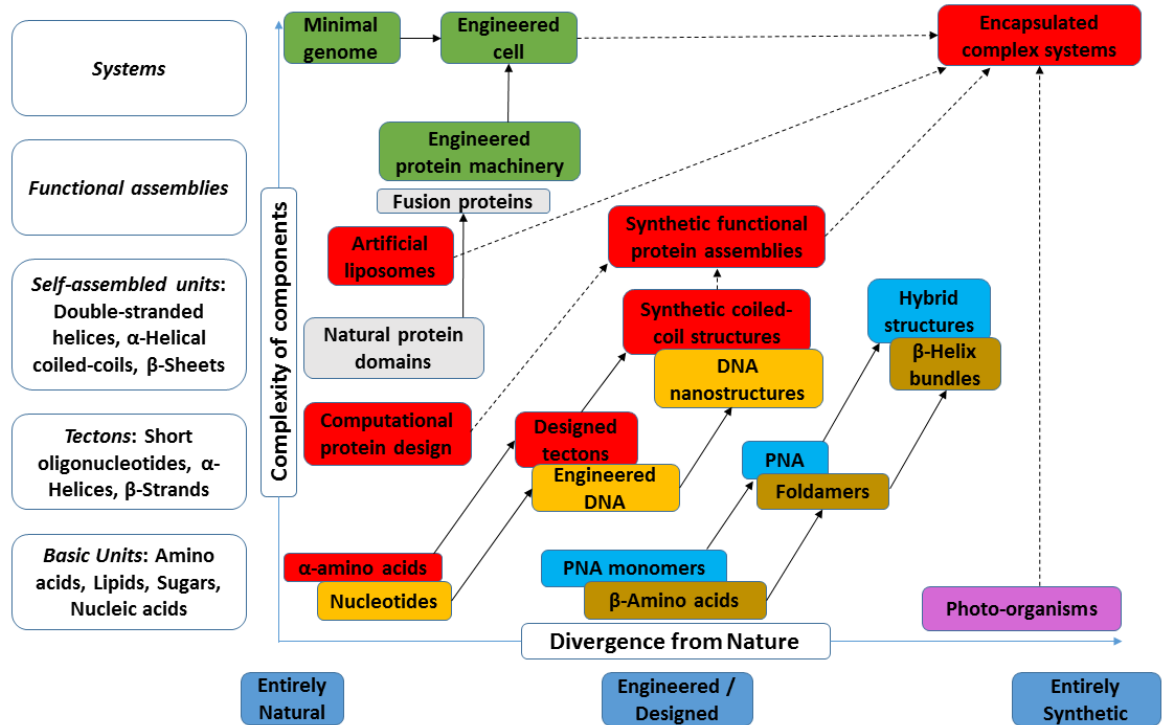 Systems
Functional assemblies
Self-assembled units:
Double-stranded
helices, α-Helical
coiled-coils, β-Sheets
Tectons: Short
oligonucleotides, α-
Helices, β-Strands
Basic Units: Amino
acids, Lipids, Sugars,
Nucleic acids
Complexity of components
Minimal
genome
Engineered
cell
Encapsulated
complex systems
Engineered
protein machinery
Fusion proteins
Artificial
liposomes
Synthetic functional
protein assemblies
Natural protein
domains
Synthetic coiled-
coil structures
DNA
nanostructures
Hybrid
structures
β-Helix
bundles
Computational
protein design
Designed
tectons
Engineered
DNA
PNA
Foldamers
α-amino acids
Nucleotides
PNA monomers
β-Amino acids
Photo-organisms
Divergence from Nature
Entirely
Natural
Engineered /
Designed
Entirely
Synthetic